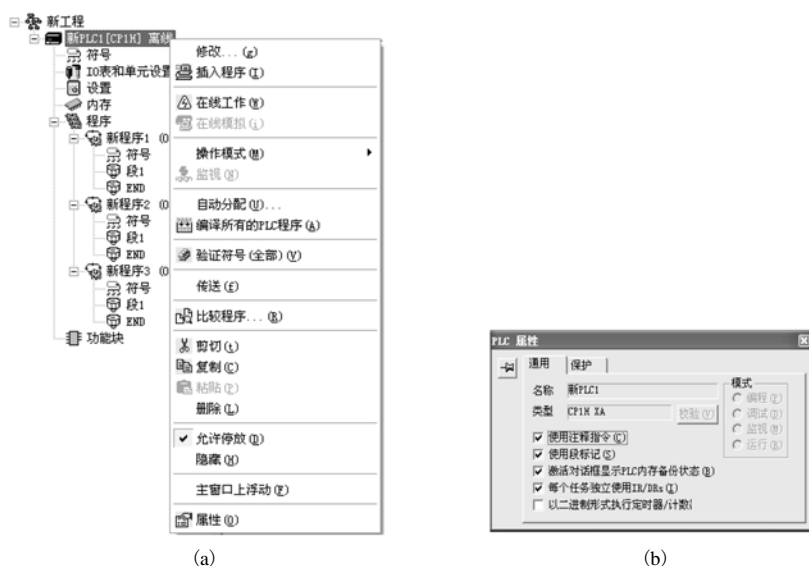 新工程
新PLC1[CP1H] 离线
符号
IO表和单元设置
设置
内存
程序
新程序1 (0
符号
段1
END
新程序2 (0
符号
段1
END
新程序3 (0
符号
段1
END
功能块
修改... (g)
插入程序(I)
在线工作(W)
在线模拟(i)
操作模式(M)
监视(N)
自动分配(U)...
编译所有的PLC程序(A)
验证符号(全部)(V)
传送(f)
比较程序... (R)
剪切(t)
复制(C)
粘贴(P)
删除(L)
允许停放(D)
隐藏(H)
主窗口上浮动(F)
属性(O)
(a)
PLC 属性
通用
保护
名称 新PLC1
类型 CP1H XA
校验(V)
模式
编程(P)
调试(D)
监视(M)
运行(R)
使用注释指令(C)
使用段标记(S)
激活对话框显示PLC内存备份状态(B)
每个任务独立使用IR/DRs(I)
以二进制形式执行定时器/计数
(b)